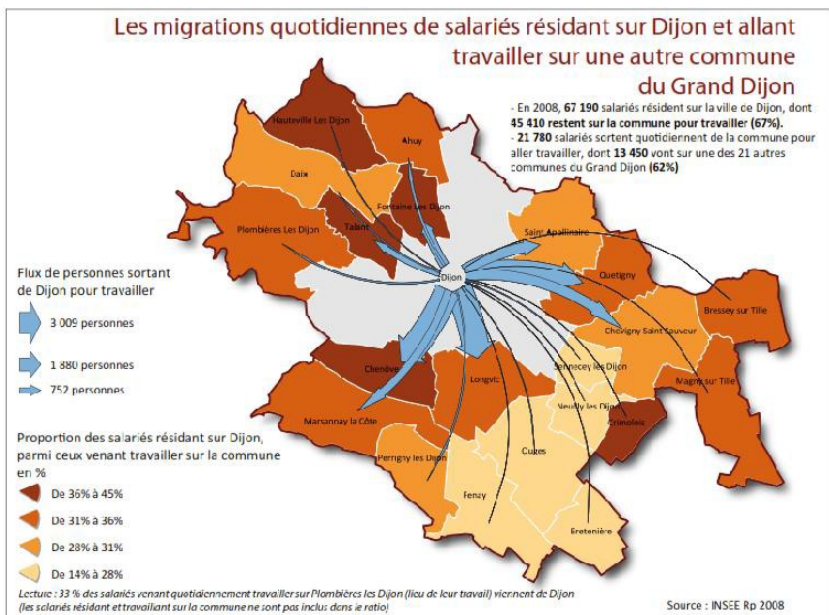 Les migrations quotidiennes de salariés résidant sur Dijon et allant
travailler sur une autre commune
du Grand Dijon
- En 2008, 67 190 salariés résident sur la ville de Dijon, dont
45 410 restent sur la commune pour travailler (67%).
- 21 780 salariés sortent quotidiennent de la commune pour
aller travailler, dont 13 450 vont sur une des 21 autres
communes du Grand Dijon (62%)
Hauteville Les Dijon
Ahuy
Daix
Fontaine Les Dijon
Talant
Plombières Les Dijon
Saint Apollinaire
Dijon
Quetigny
Bressey sur Tille
Chevigny Saint Sauveur
Sennecey les Dijon
Magny sur Tille
Chenôve
Longvic
Neuilly les Dijon
Crimolois
Marsannay la Côte
Perrigny les Dijon
Ouges
Fenay
Bretenière
Flux de personnes sortant
de Dijon pour travailler
3 009 personnes
1 880 personnes
752 personnes
Proportion des salariés résidant sur Dijon,
parmi ceux venant travailler sur la commune
en %
De 36% à 45%
De 31% à 36%
De 28% à 31%
De 14% à 28%
Lecture : 33 % des salariés venant quotidiennement travailler sur Plombières les Dijon (lieu de leur travail) viennent de Dijon
(les salariés résidant et travaillant sur la commune ne sont pas inclus dans le ratio)
Source : INSEE Rp 2008